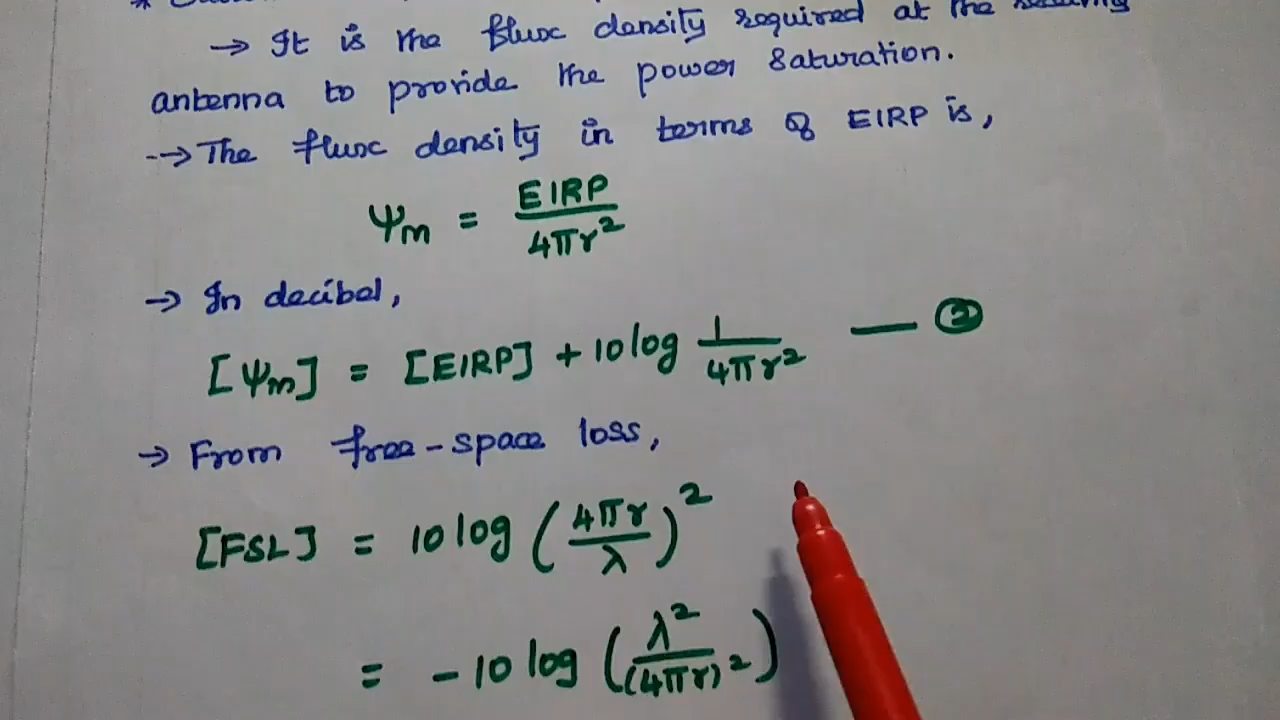 → It is the flux density required at the
antenna to provide the power saturation.
→ The flux density in terms of EIRP is,
Ψm = EIRP / 4πr²
→ In decibel,
[Ψm] = [EIRP] + 10 log 1 / 4πr² — ②
→ From free-space loss,
[FSL] = 10 log (4πr / λ)²
= -10 log (λ² / (4πr)²)